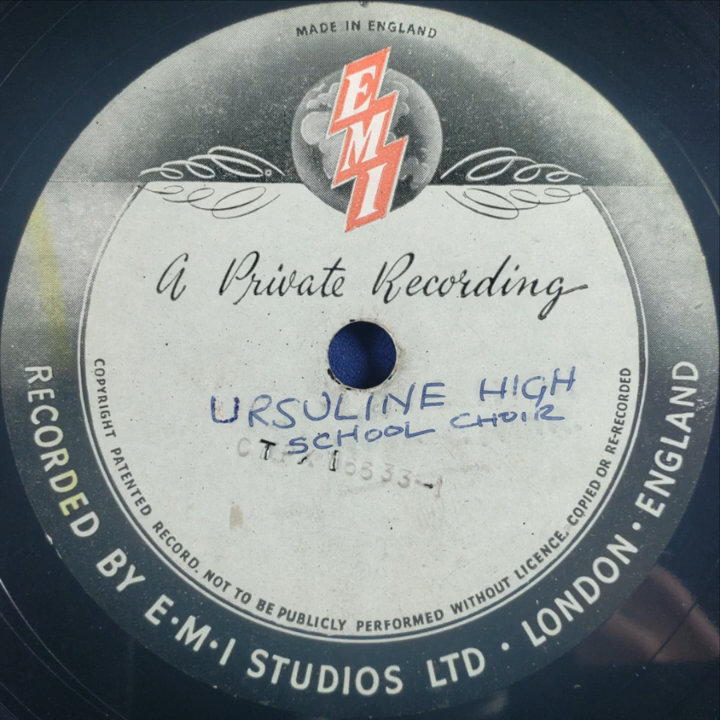 MADE IN ENGLAND
EMI
A Private Recording
URSULINE HIGH
SCHOOL CHOIR
COPYRIGHT PATENTED RECORD. NOT TO BE PUBLICLY PERFORMED WITHOUT LICENCE, COPIED OR RE-RECORDED
RECORDED BY E·M·I STUDIOS LTD · LONDON · ENGLAND